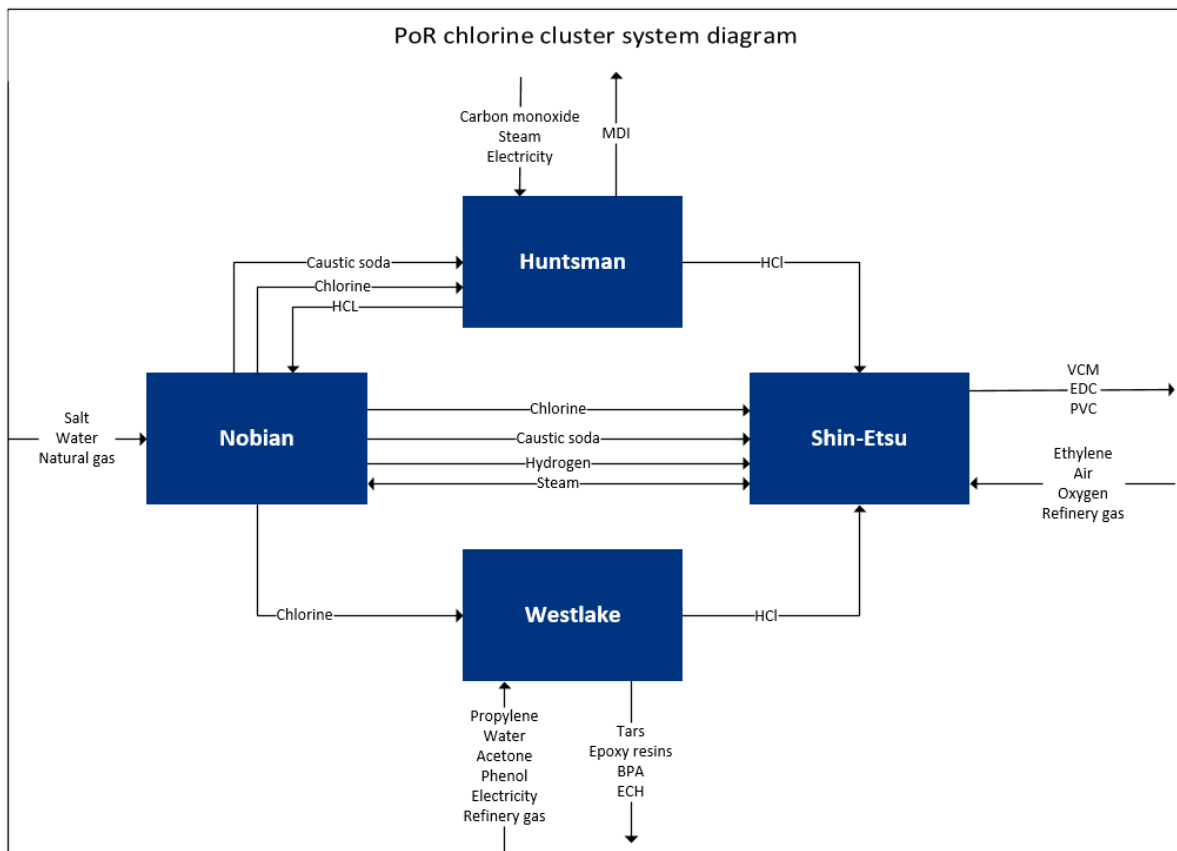 PoR chlorine cluster system diagram
Carbon monoxide
Steam
Electricity
MDI
Huntsman
Caustic soda
Chlorine
HCL
HCl
Salt
Water
Natural gas
Nobian
Chlorine
Caustic soda
Hydrogen
Steam
Shin-Etsu
VCM
EDC
PVC
Ethylene
Air
Oxygen
Refinery gas
Chlorine
Westlake
HCl
Propylene
Water
Acetone
Phenol
Electricity
Refinery gas
Tars
Epoxy resins
BPA
ECH